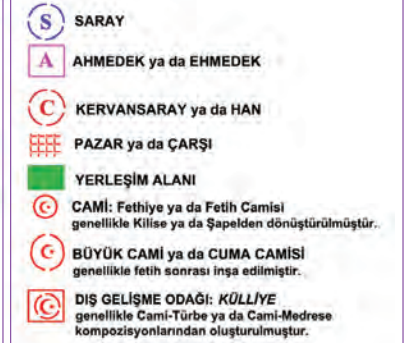 S SARAY
A AHMEDEK ya da EHMEDEK
C KERVANSARAY ya da HAN
PAZAR ya da ÇARŞI
YERLEŞİM ALANI
CAMİ: Fethiye ya da Fetih Camisi
genellikle Kilise ya da Şapelden dönüştürülmüştür.
BÜYÜK CAMİ ya da CUMA CAMİSİ
genellikle fetih sonrası inşa edilmiştir.
DIŞ GELİŞME ODAĞI: KÜLLİYE
genellikle Cami-Türbe ya da Cami-Medrese
kompozisyonlarından oluşturulmuştur.